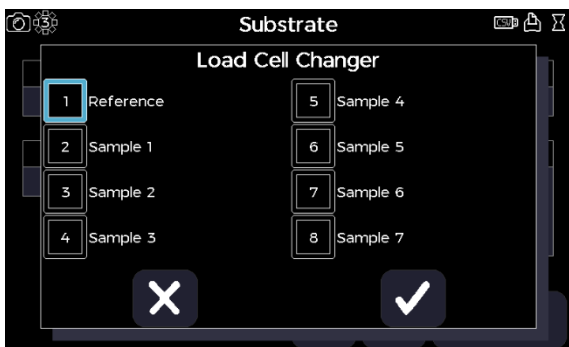 3 Substrate CSV
Load Cell Changer
1 Reference
2 Sample 1
3 Sample 2
4 Sample 3
5 Sample 4
6 Sample 5
7 Sample 6
8 Sample 7